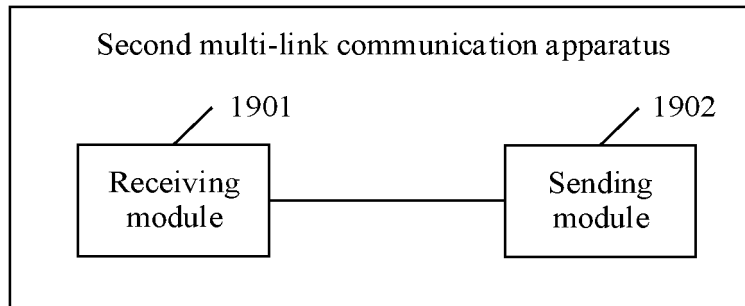 Second multi-link communication apparatus
1901
1902
Receiving
module
Sending
module